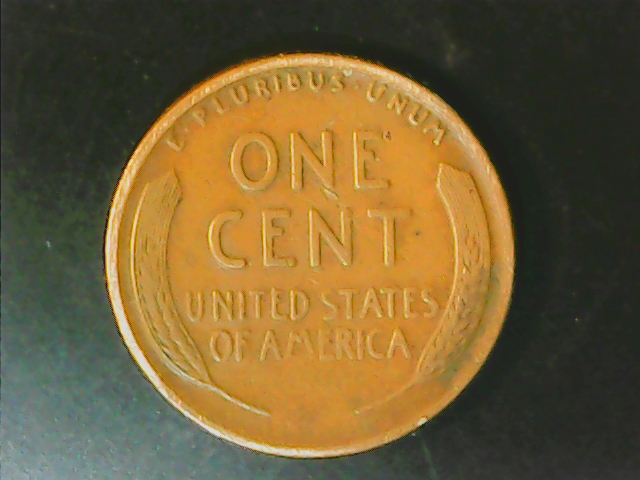 E·PLURIBUS·UNUM
ONE
CENT
UNITED STATES
OF AMERICA